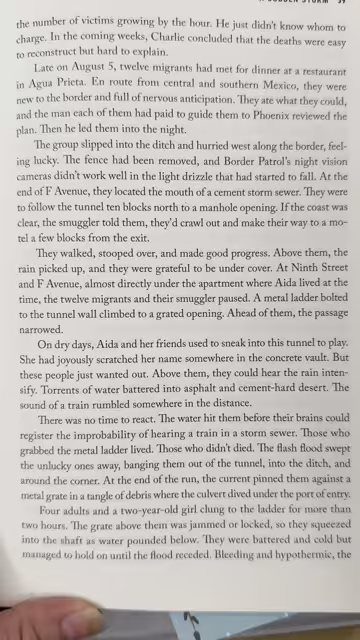 the number of victims growing by the hour. He just didn't know whom to
charge. In the coming weeks, Charlie concluded that the deaths were easy
to reconstruct but hard to explain.
Late on August 5, twelve migrants had met for dinner at a restaurant
in Agua Prieta. En route from central and southern Mexico, they were
new to the border and full of nervous anticipation. They ate what they could,
and the man each of them had paid to guide them to Phoenix reviewed the
plan. Then he led them into the night.
The group slipped into the ditch and hurried west along the border, feel-
ing lucky. The fence had been removed, and Border Patrol's night vision
cameras didn't work well in the light drizzle that had started to fall. At the
end of F Avenue, they located the mouth of a cement storm sewer. They were
to follow the tunnel ten blocks north to a manhole opening. If the coast was
clear, the smuggler told them, they'd crawl out and make their way to a mo-
tel a few blocks from the exit.
They walked, stooped over, and made good progress. Above them, the
rain picked up, and they were grateful to be under cover. At Ninth Street
and F Avenue, almost directly under the apartment where Aida lived at the
time, the twelve migrants and their smuggler paused. A metal ladder bolted
to the tunnel wall climbed to a grated opening. Ahead of them, the passage
narrowed.
On dry days, Aida and her friends used to sneak into this tunnel to play.
She had joyously scratched her name somewhere in the concrete vault. But
these people just wanted out. Above them, they could hear the rain inten-
sify. Torrents of water battered into asphalt and cement-hard desert. The
sound of a train rumbled somewhere in the distance.
There was no time to react. The water hit them before their brains could
register the improbability of hearing a train in a storm sewer. Those who
grabbed the metal ladder lived. Those who didn't died. The flash flood swept
the unlucky ones away, banging them out of the tunnel, into the ditch, and
around the corner. At the end of the run, the current pinned them against a
metal grate in a tangle of debris where the culvert dived under the port of entry.
Four adults and a two-year-old girl clung to the ladder for more than
two hours. The grate above them was jammed or locked, so they squeezed
into the shaft as water pounded below. They were battered and cold but
managed to hold on until the flood receded. Bleeding and hypothermic, the